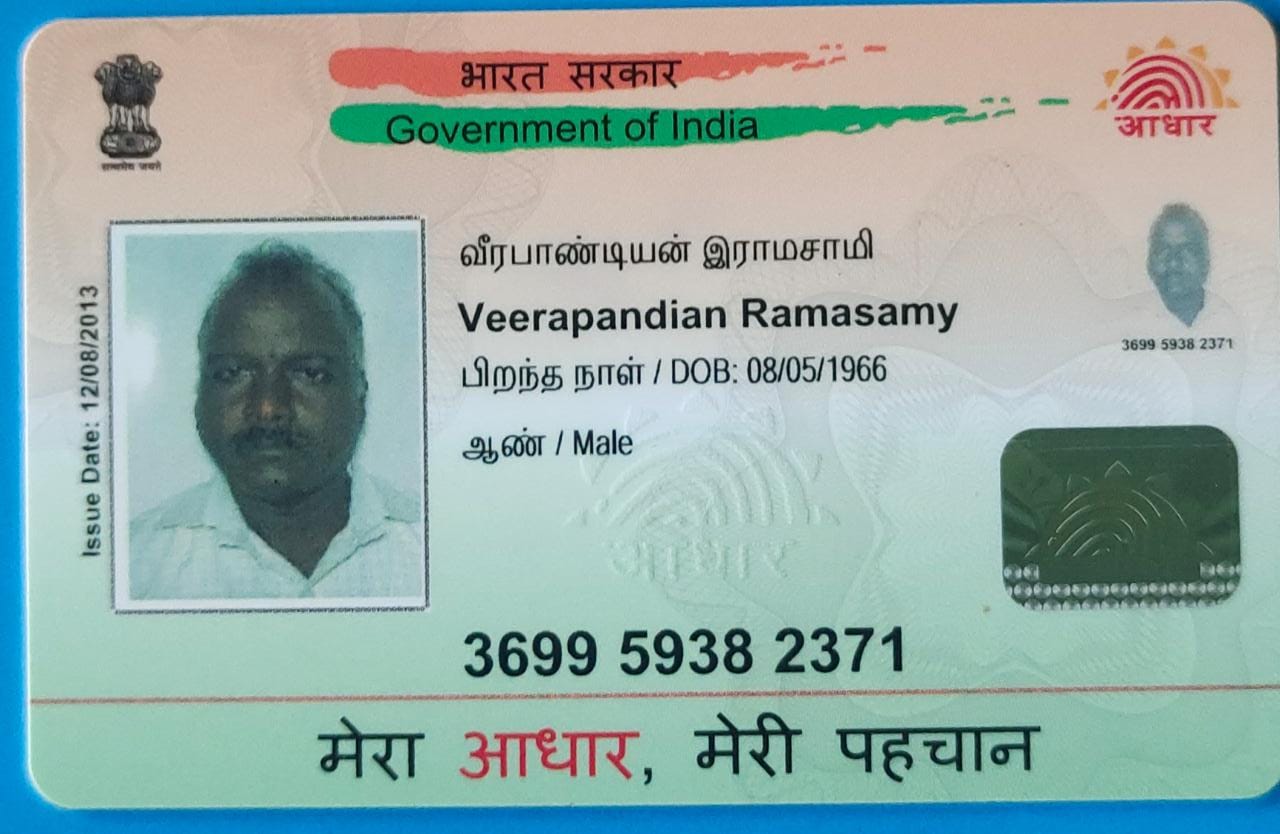 भारत सरकार
Government of India
आधार
सत्यमेव जयते
Issue Date: 12/08/2013
வீரபாண்டியன் இராமசாமி
Veerapandian Ramasamy
பிறந்த நாள் / DOB: 08/05/1966
ஆண் / Male
3699 5938 2371
आधार
3699 5938 2371
मेरा आधार, मेरी पहचान